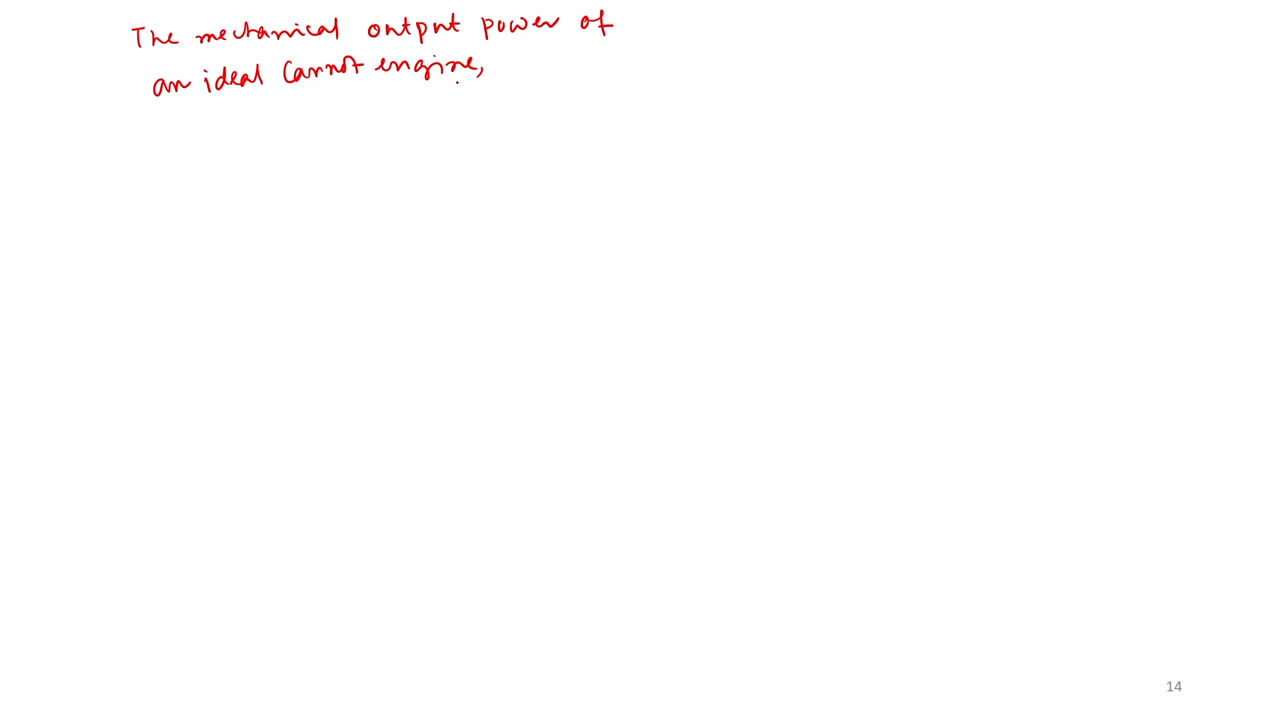 The mechanical output power of
an ideal Carnot engine,
14